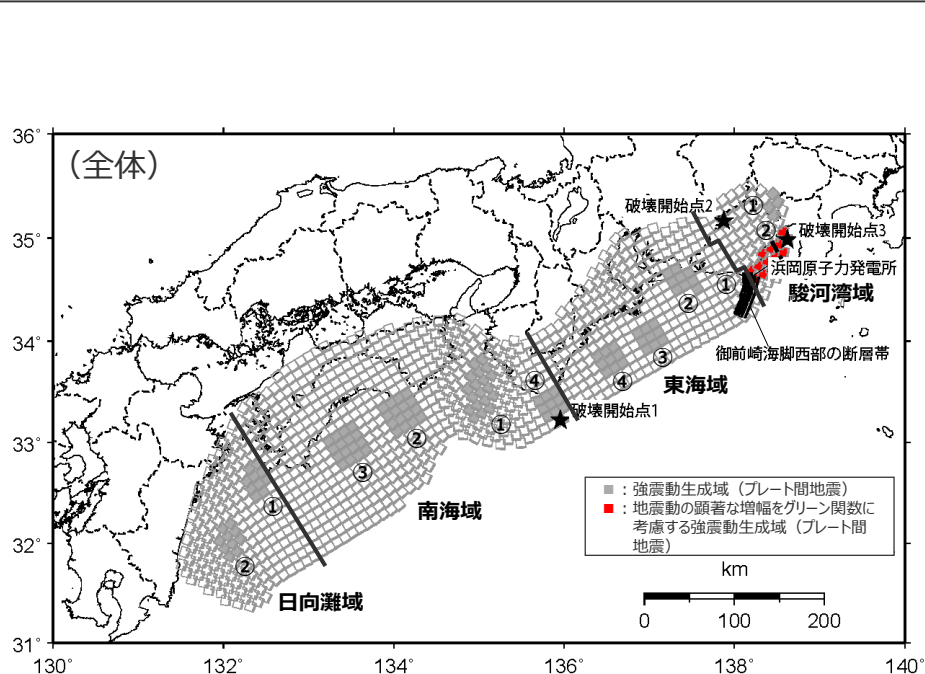 36°
(全体)
破壊開始点2
①
35°
②
破壊開始点3
浜岡原子力発電所
①
駿河湾域
②
34°
御前崎海脚西部の断層帯
③
④
④
東海域
破壊開始点1
①
33°
②
③
①
南海域
②
32°
日向灘域
31°
■:強震動生成域(プレート間地震)
■:地震動の顕著な増幅をグリーン関数に
考慮する強震動生成域(プレート間
地震)
km
0 100 200
130° 132° 134° 136° 138° 140°